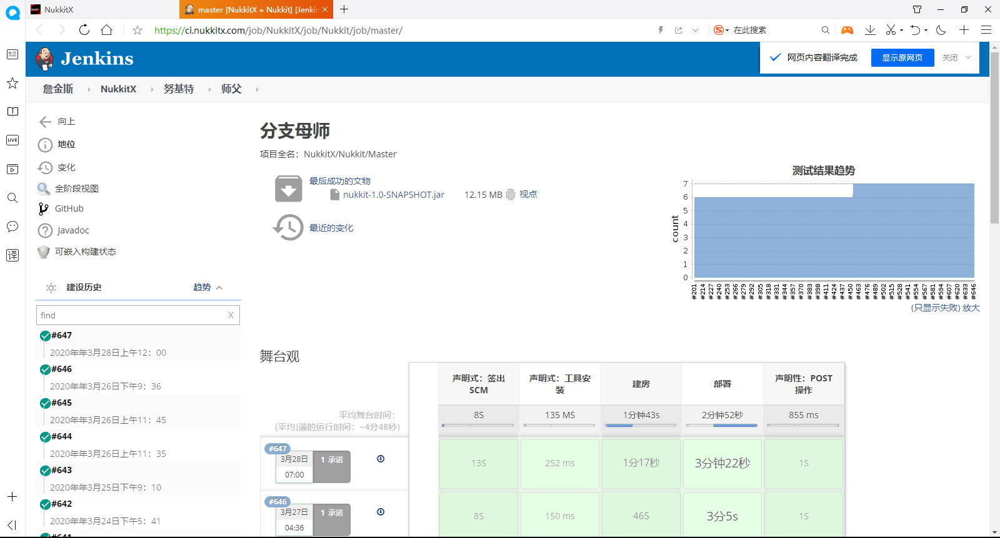 NukkitX
master [NukkitX » Nukkit] [Jenkin
https://ci.nukkitx.com/job/NukkitX/job/Nukkit/job/master/
在此搜索
Jenkins
网页内容翻译完成
显示原网页
关闭
詹金斯
NukkitX
努基特
师父
LIVE
译
向上
地位
变化
全阶段视图
GitHub
Javadoc
可嵌入构建状态
建设历史
趋势
find
X
#647
2020年年3月28日上午12：00
#646
2020年年3月26日下午9：36
#645
2020年年3月26日上午11：45
#644
2020年年3月26日上午11：35
#643
2020年年3月25日下午9：10
#642
2020年年3月24日下午5：41
#641
分支母师
项目全名：NukkitX/Nukkit/Master
最后成功的文物
nukkit-1.0-SNAPSHOT.jar
12.15 MB
视点
最近的变化
测试结果趋势
count
7
6
5
4
3
2
1
0
#201
#214
#227
#240
#253
#266
#279
#292
#305
#318
#331
#344
#357
#370
#383
#398
#411
#424
#437
#450
#463
#476
#489
#502
#515
#528
#541
#554
#567
#581
#594
#607
#620
#633
#646
(只显示失败) 放大
舞台观
声明式：签出
SCM
声明式：工具安
装
建房
部署
声明性：POST
操作
平均舞台时间：
(平均)满的运行时间：~4分48秒)
8S
135 MS
1分钟43s
2分钟52秒
855 ms
#647
3月28日
07:00
1 承诺
13S
252 ms
1分17秒
3分钟22秒
1S
#646
3月27日
04:36
1 承诺
8S
150 ms
46S
3分5s
1S